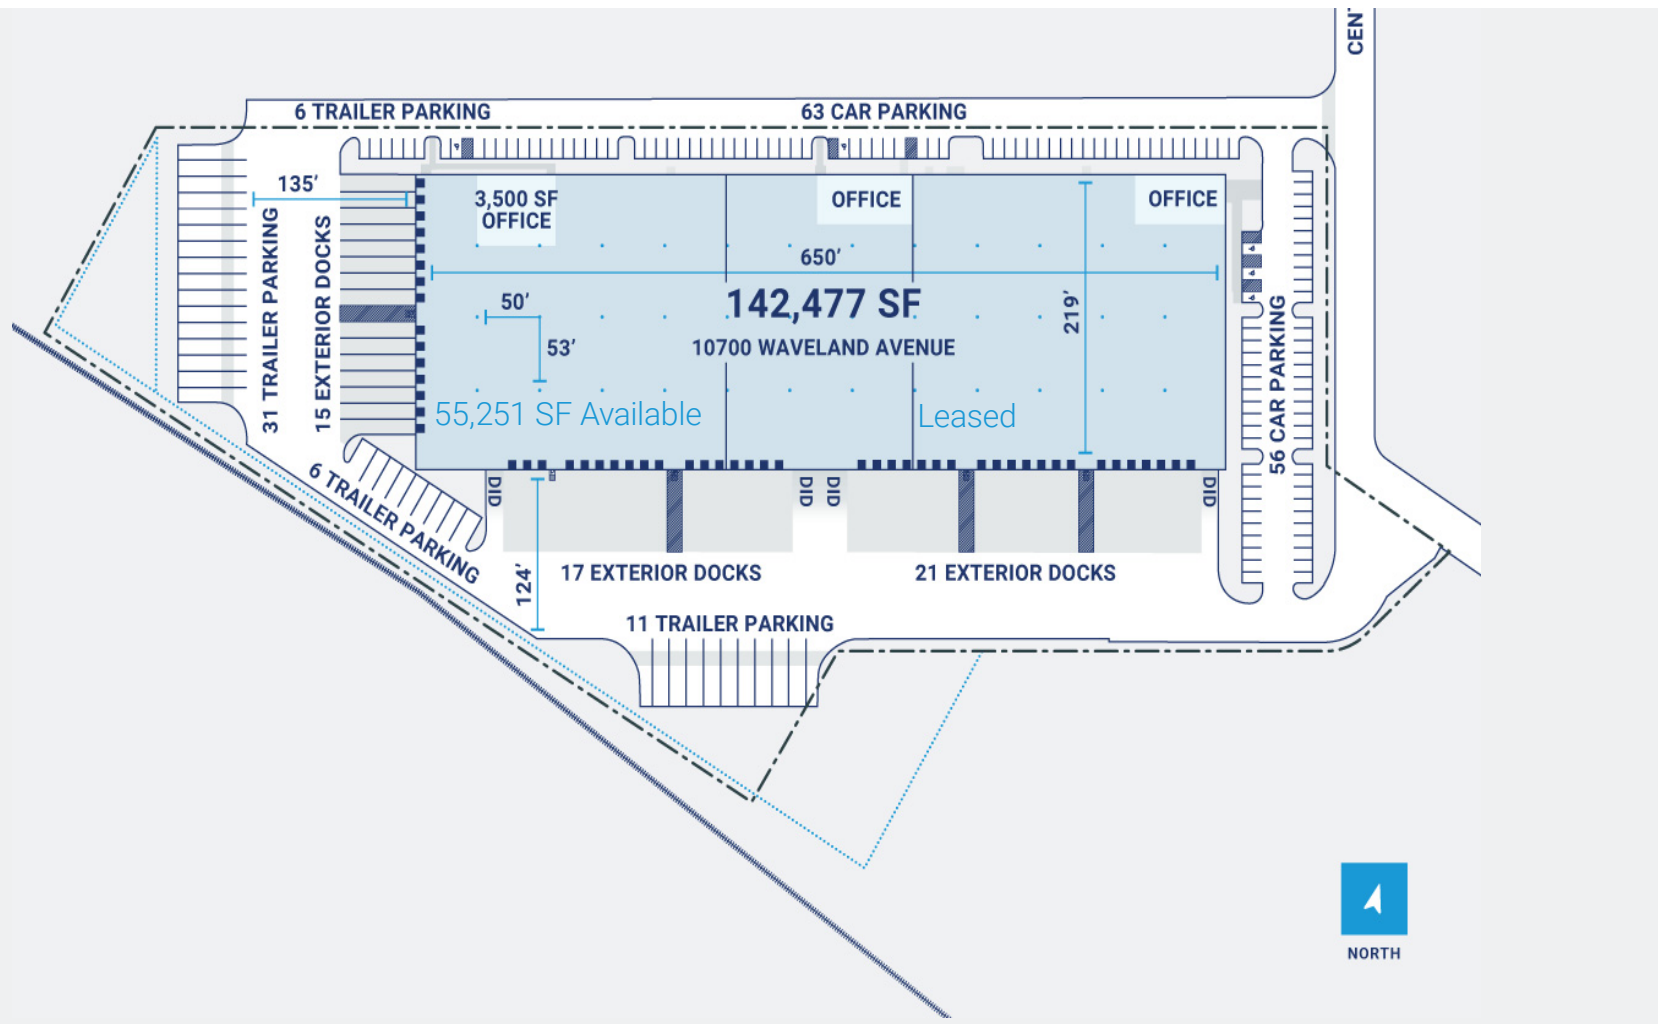 CENT
6 TRAILER PARKING
63 CAR PARKING
135’
3,500 SF
OFFICE
OFFICE
OFFICE
31 TRAILER PARKING
15 EXTERIOR DOCKS
650’
50’
142,477 SF
219’
53’
10700 WAVELAND AVENUE
55,251 SF Available
Leased
56 CAR PARKING
6 TRAILER PARKING
DID
DID
DID
DID
124’
17 EXTERIOR DOCKS
21 EXTERIOR DOCKS
11 TRAILER PARKING
NORTH